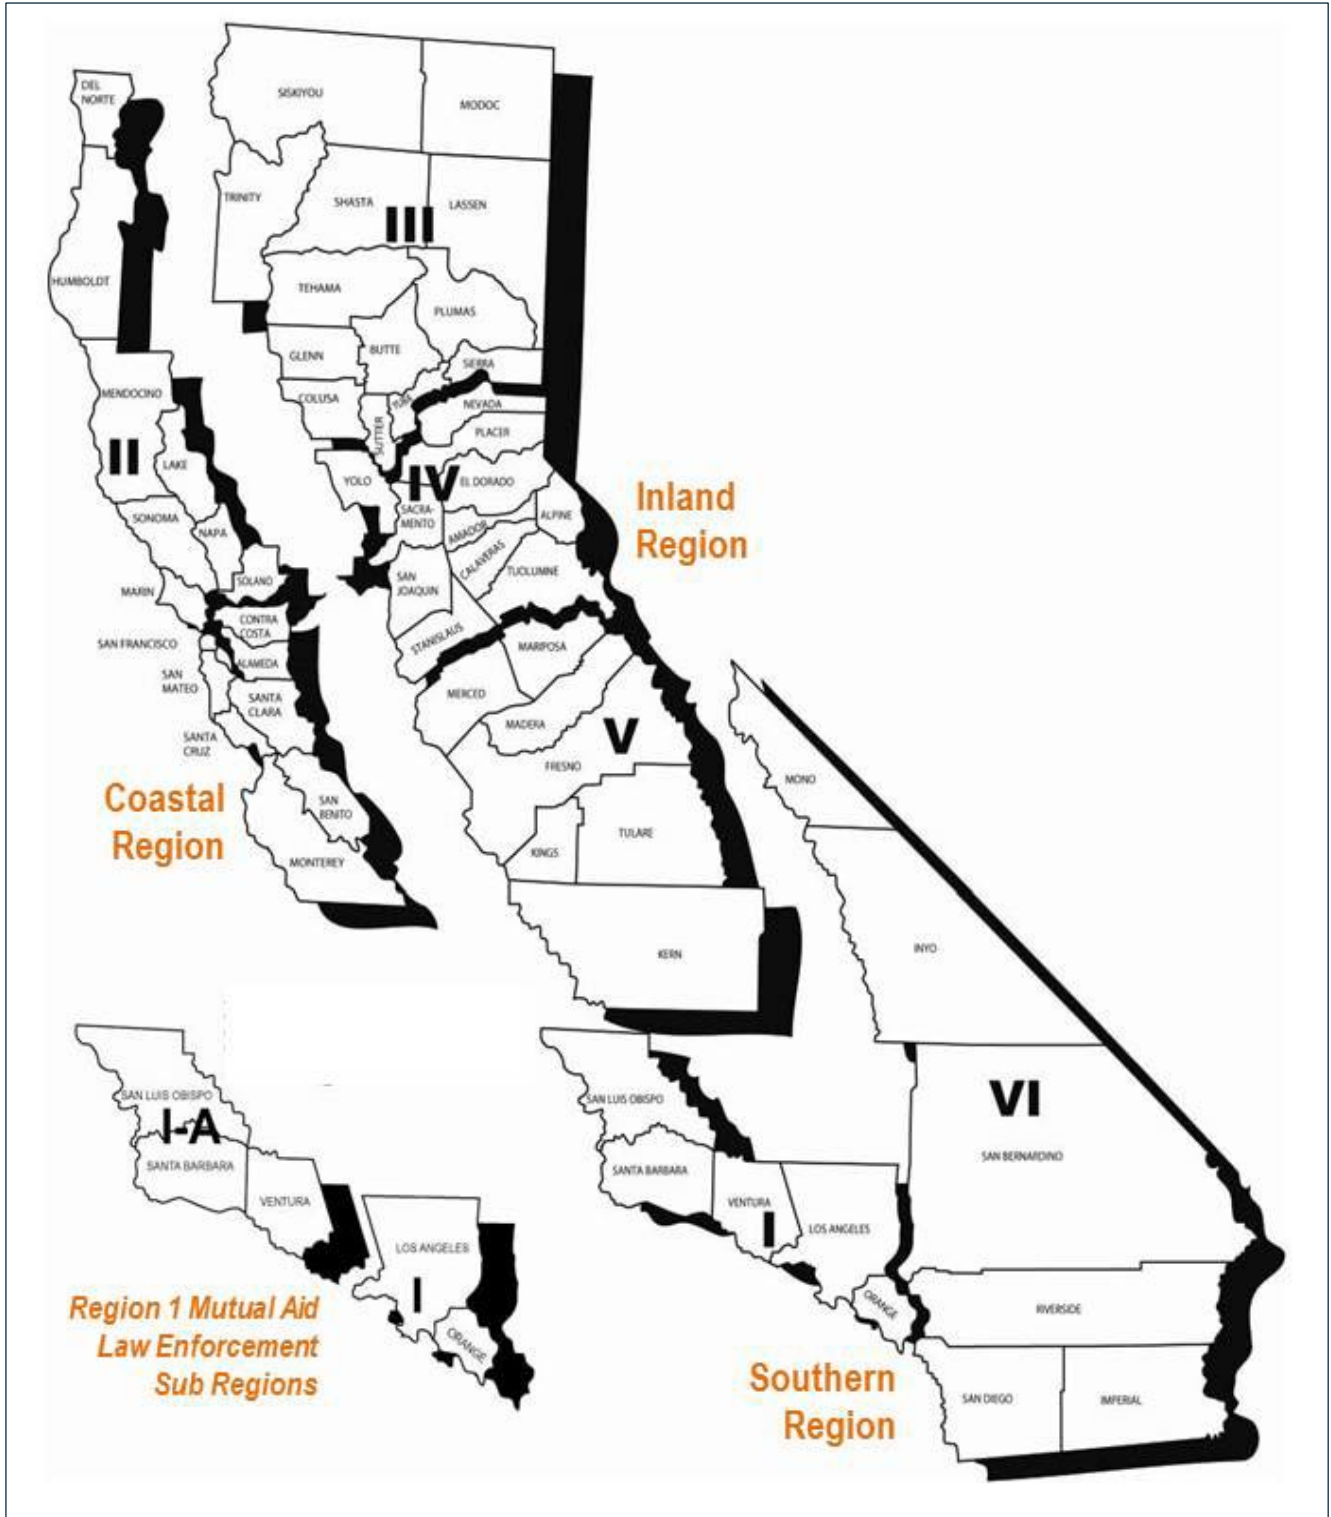 DEL
NORTE
SISKIYOU
MODOC
TRINITY
SHASTA
LASSEN
III
HUMBOLDT
TEHAMA
PLUMAS
GLENN
BUTTE
SIERRA
MENDOCINO
COLUSA
YUBA
NEVADA
SUTTER
PLACER
II
LAKE
YOLO
IV
EL DORADO
SONOMA
NAPA
SACRA-
MENTO
AMADOR
ALPINE
Inland
Region
CALAVERAS
TUOLUMNE
SOLANO
SAN
JOAQUIN
MARIN
CONTRA
COSTA
SAN FRANCISCO
STANISLAUS
MARIPOSA
ALAMEDA
SAN
MATEO
SANTA
CLARA
MERCED
MADERA
V
SANTA
CRUZ
FRESNO
MONO
Coastal
Region
SAN
BENITO
TULARE
KINGS
MONTEREY
KERN
INYO
SAN LUIS OBISPO
I-A
SANTA BARBARA
VENTURA
LOS ANGELES
I
ORANGE
Region 1 Mutual Aid
Law Enforcement
Sub Regions
SAN LUIS OBISPO
SANTA BARBARA
VENTURA
I
LOS ANGELES
ORANGE
VI
SAN BERNARDINO
RIVERSIDE
SAN DIEGO
IMPERIAL
Southern
Region